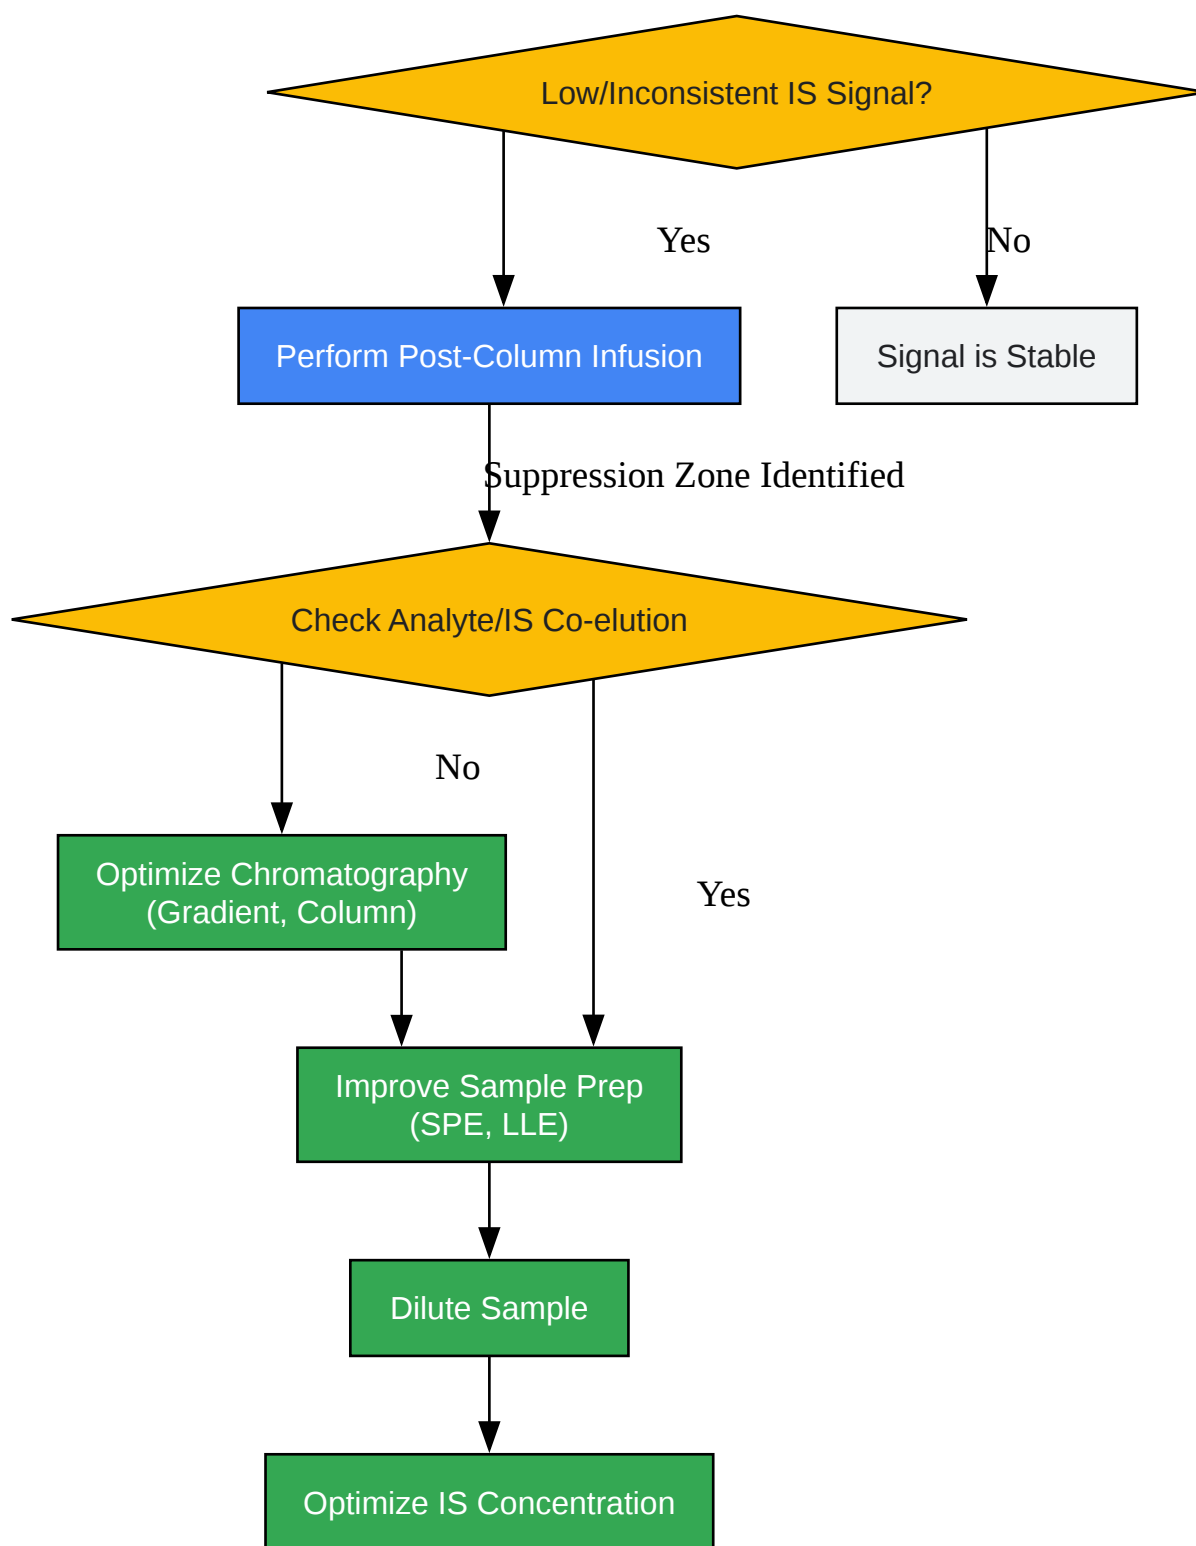 Low/Inconsistent IS Signal?
Yes
No
Perform Post-Column Infusion
Signal is Stable
Suppression Zone Identified
Check Analyte/IS Co-elution
No
Optimize Chromatography
(Gradient, Column)
Yes
Improve Sample Prep
(SPE, LLE)
Dilute Sample
Optimize IS Concentration